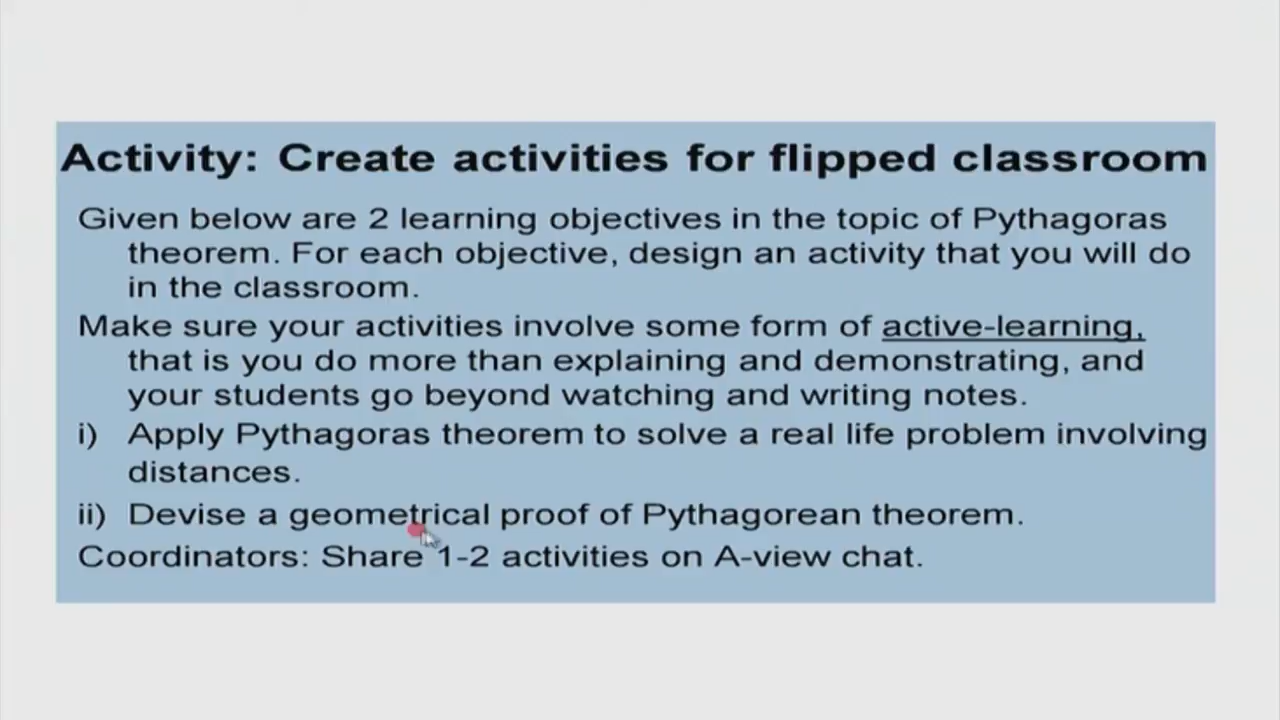 Activity: Create activities for flipped classroom
Given below are 2 learning objectives in the topic of Pythagoras
theorem. For each objective, design an activity that you will do
in the classroom.
Make sure your activities involve some form of active-learning,
that is you do more than explaining and demonstrating, and
your students go beyond watching and writing notes.
i) Apply Pythagoras theorem to solve a real life problem involving
distances.
ii) Devise a geometrical proof of Pythagorean theorem.
Coordinators: Share 1-2 activities on A-view chat.